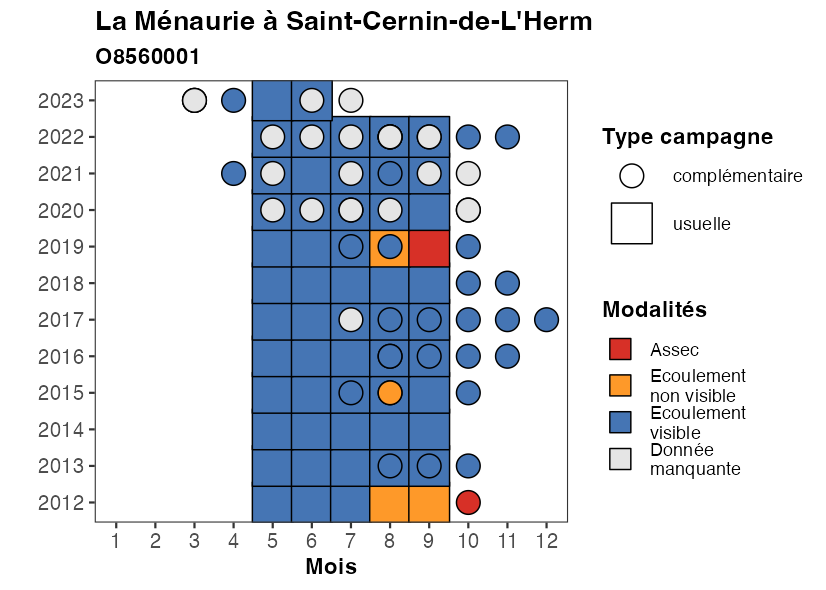 La Ménaurie à Saint-Cernin-de-L'Herm
O8560001
2023
2022
2021
2020
2019
2018
2017
2016
2015
2014
2013
2012
1 2 3 4 5 6 7 8 9 10 11 12
Mois
Type campagne
complémentaire
usuelle
Modalités
Assec
Ecoulement
non visible
Ecoulement
visible
Donnée
manquante